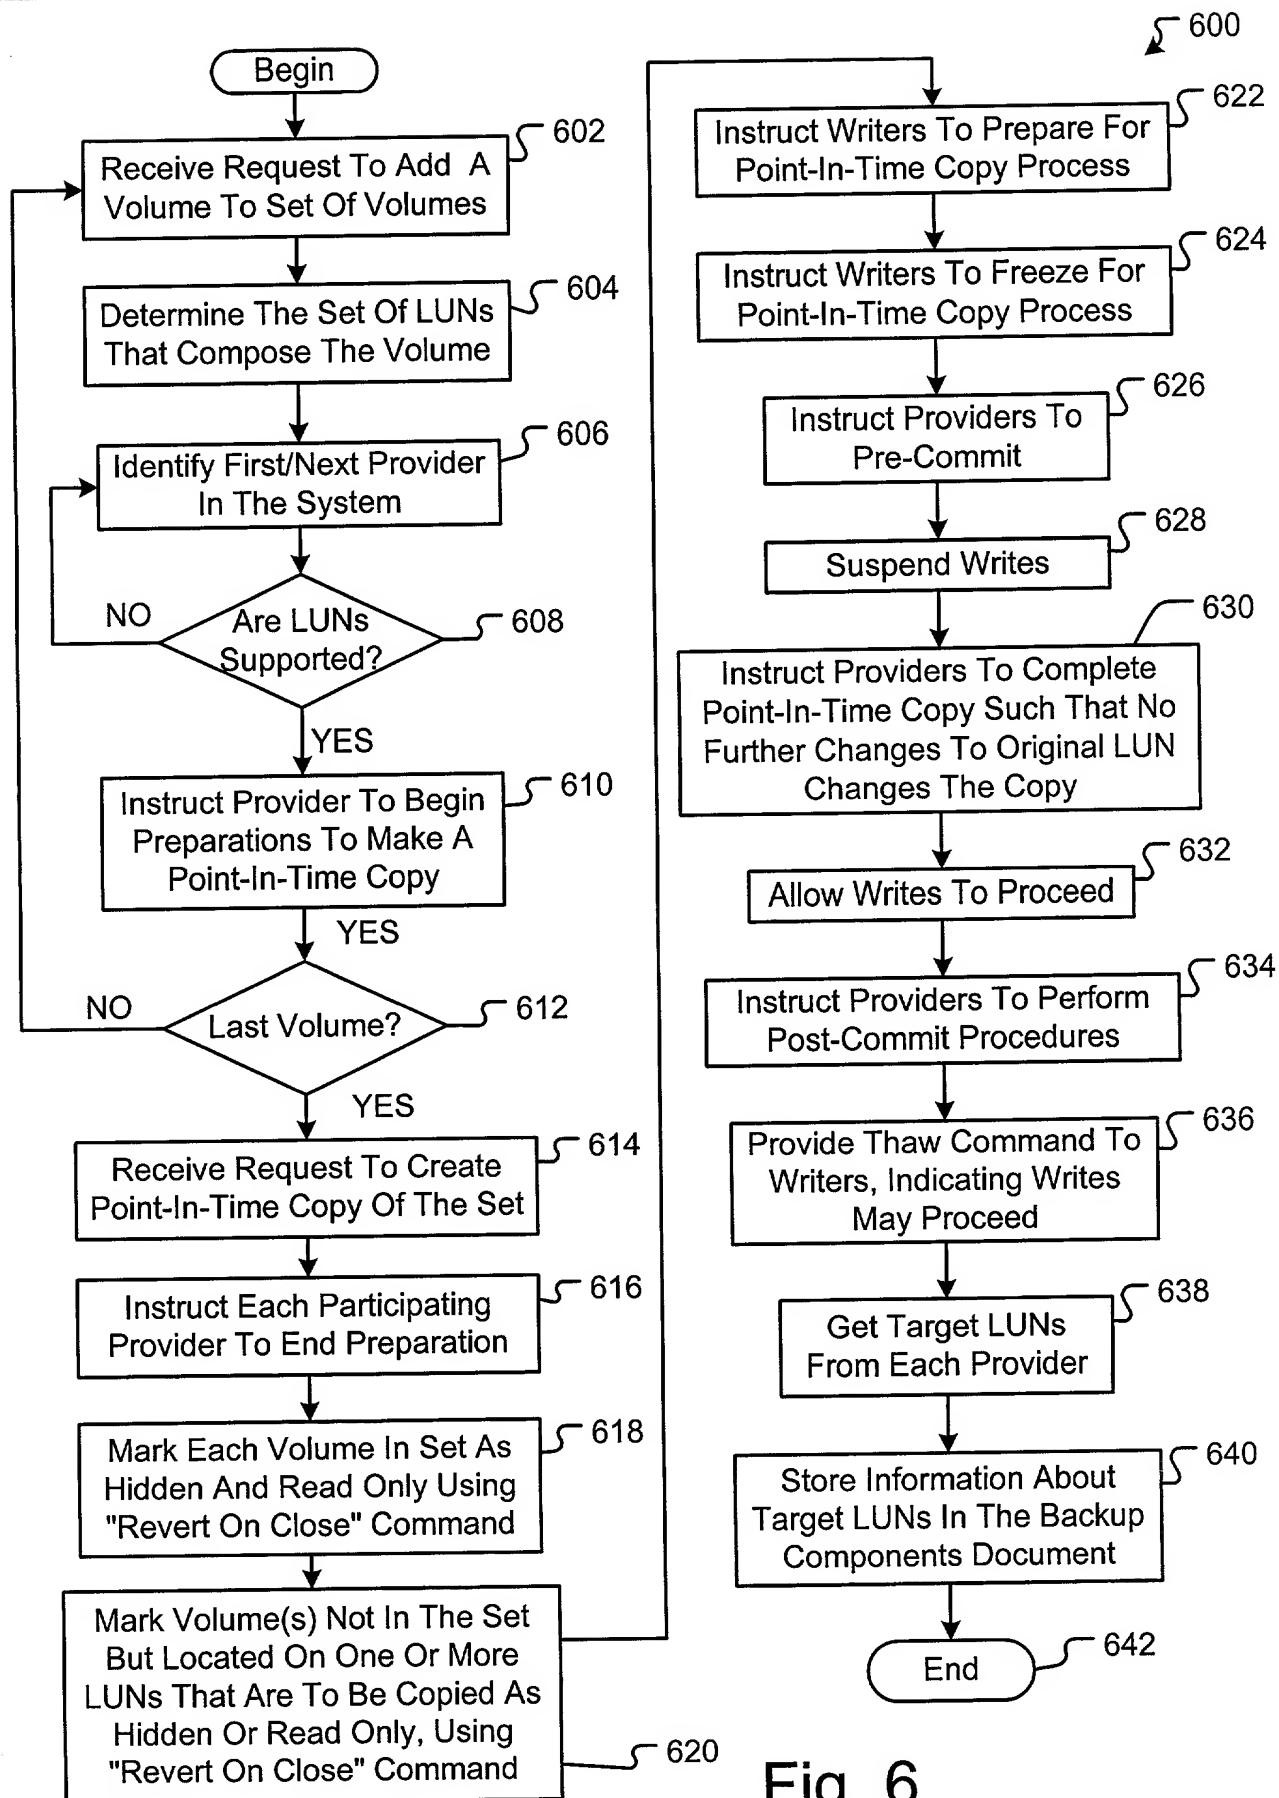 600
Begin
602
Receive Request To Add A
Volume To Set Of Volumes
604
Determine The Set Of LUNs
That Compose The Volume
606
Identify First/Next Provider
In The System
NO
Are LUNs
Supported?
608
YES
Instruct Provider To Begin
Preparations To Make A
Point-In-Time Copy
610
YES
NO
Last Volume?
612
YES
614
Receive Request To Create
Point-In-Time Copy Of The Set
616
Instruct Each Participating
Provider To End Preparation
618
Mark Each Volume In Set As
Hidden And Read Only Using
"Revert On Close" Command
Mark Volume(s) Not In The Set
But Located On One Or More
LUNs That Are To Be Copied As
Hidden Or Read Only, Using
"Revert On Close" Command
620
622
Instruct Writers To Prepare For
Point-In-Time Copy Process
624
Instruct Writers To Freeze For
Point-In-Time Copy Process
626
Instruct Providers To
Pre-Commit
628
Suspend Writes
630
Instruct Providers To Complete
Point-In-Time Copy Such That No
Further Changes To Original LUN
Changes The Copy
632
Allow Writes To Proceed
634
Instruct Providers To Perform
Post-Commit Procedures
636
Provide Thaw Command To
Writers, Indicating Writes
May Proceed
638
Get Target LUNs
From Each Provider
640
Store Information About
Target LUNs In The Backup
Components Document
End
642
Fig. 6